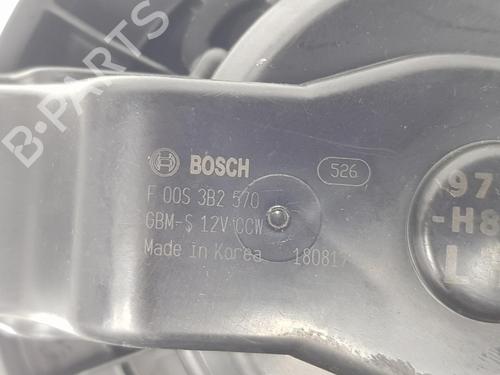 B-PARTS
BOSCH
526
F 00S 3B2 570
GBM-S 12V CCW
Made in Korea 180817
97
-H8
L